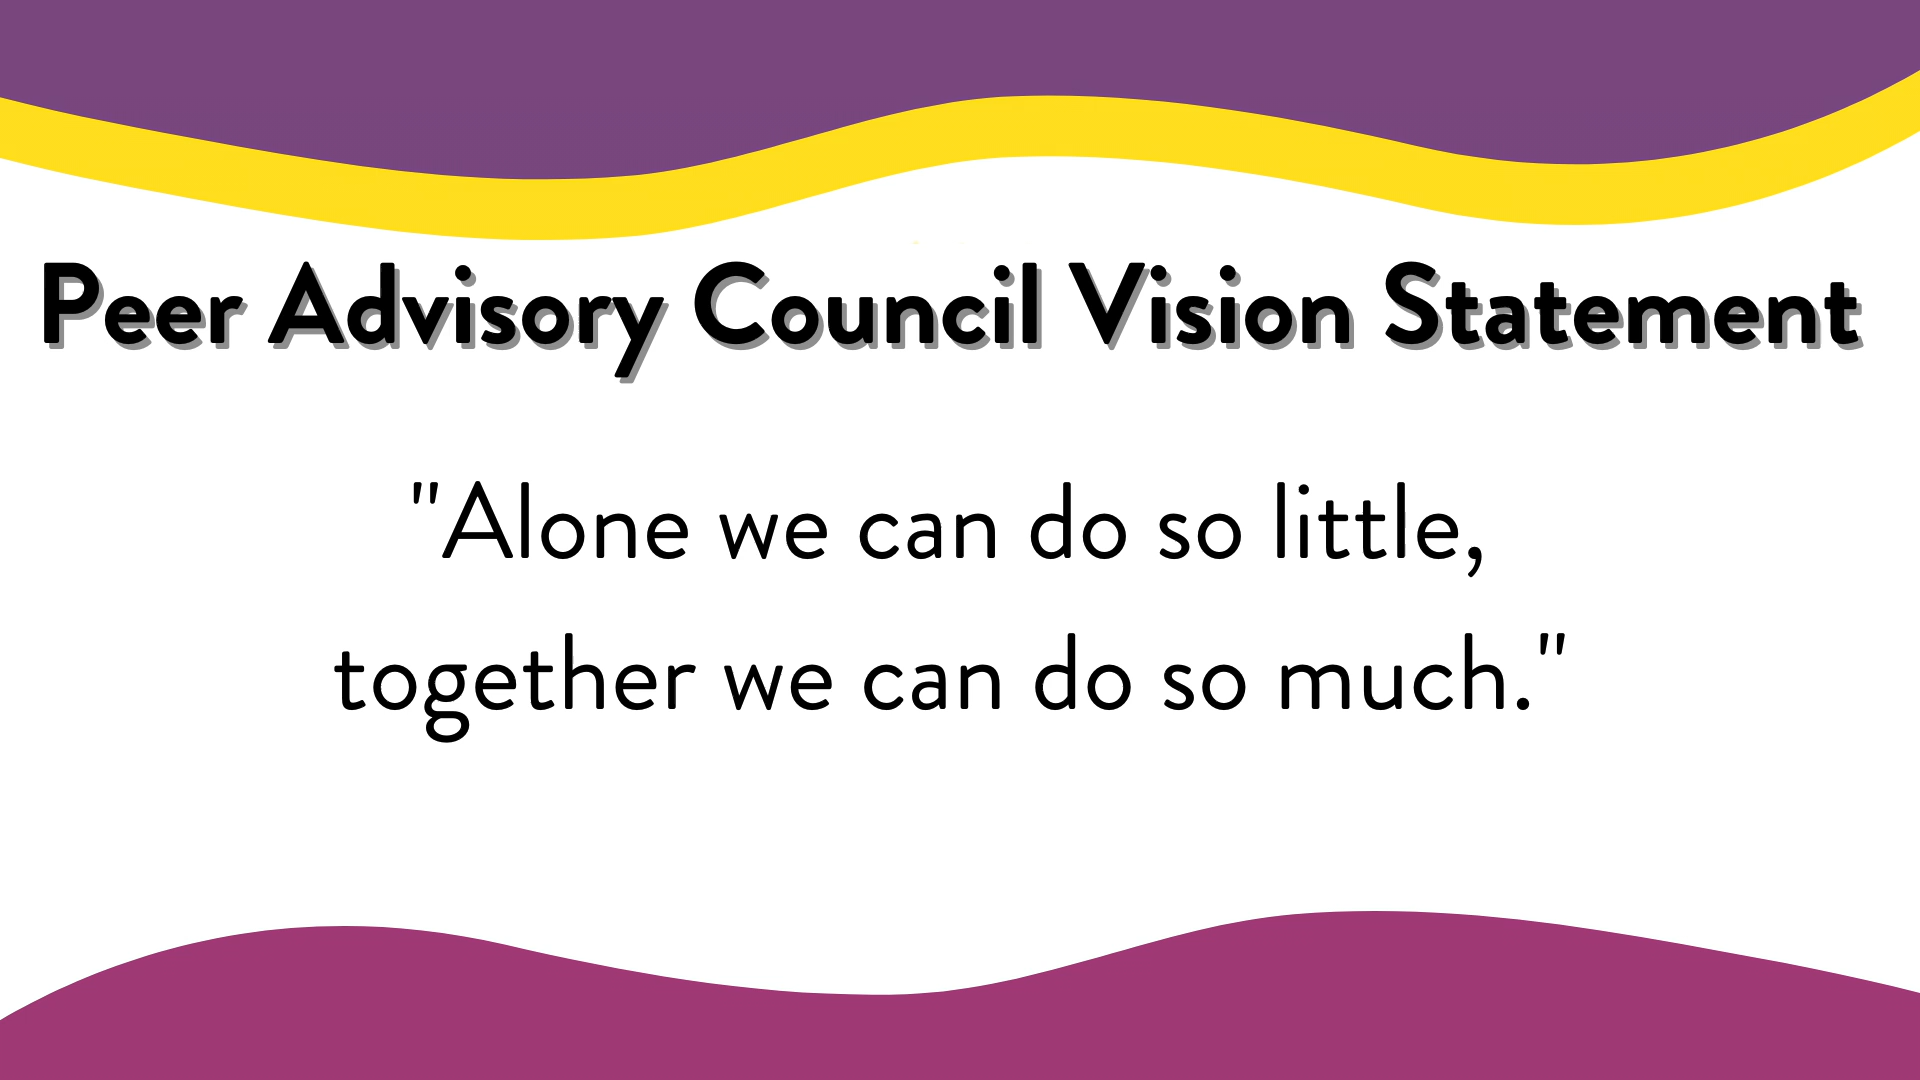 Peer Advisory Council Vision Statement
"Alone we can do so little,
together we can do so much."